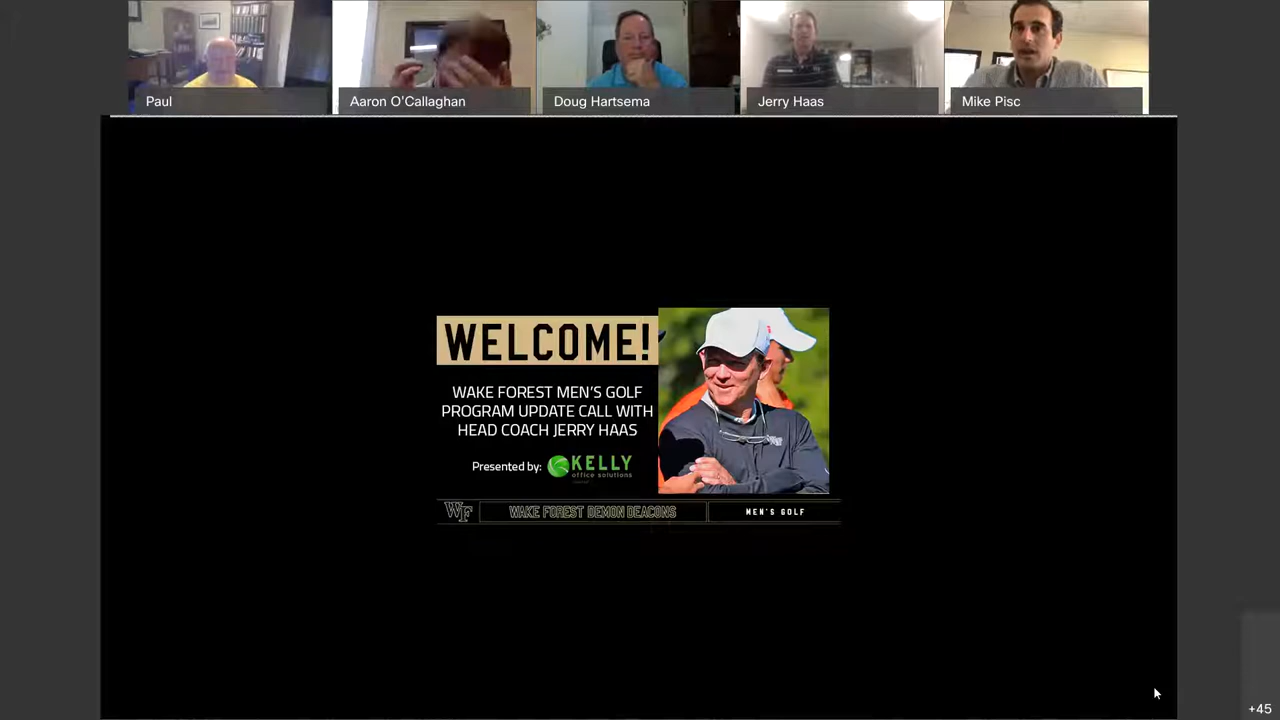 Paul
Aaron O'Callaghan
Doug Hartsema
Jerry Haas
Mike Pisc
WELCOME!
WAKE FOREST MEN'S GOLF
PROGRAM UPDATE CALL WITH
HEAD COACH JERRY HAAS
Presented by: KELLY
office solutions
WF WAKE FOREST DEMON DEACONS MEN'S GOLF
+45